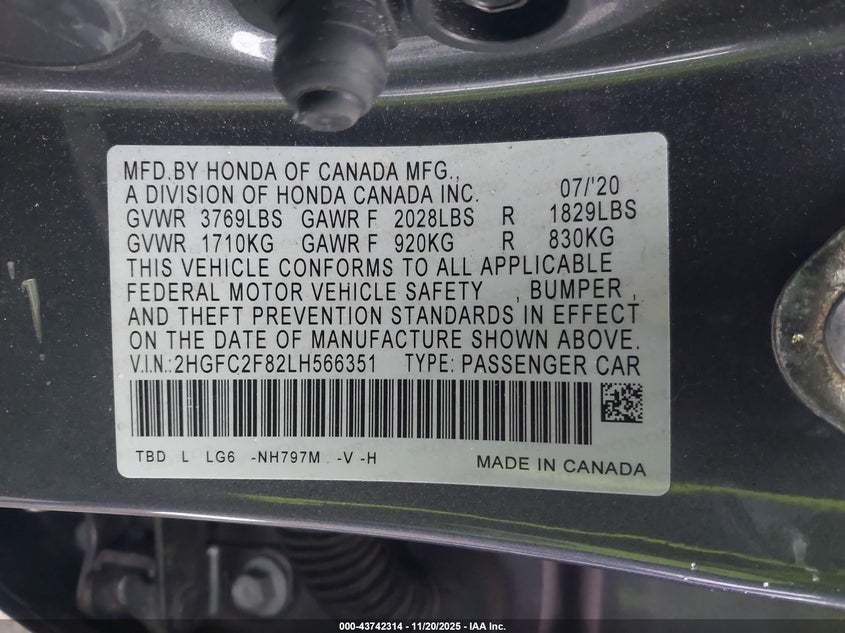 MFD.BY HONDA OF CANADA MFG.,
A DIVISION OF HONDA CANADA INC. 07/'20
GVWR 3769LBS GAWR F 2028LBS R 1829LBS
GVWR 1710KG GAWR F 920KG R 830KG
THIS VEHICLE CONFORMS TO ALL APPLICABLE
FEDERAL MOTOR VEHICLE SAFETY , BUMPER ,
AND THEFT PREVENTION STANDARDS IN EFFECT
ON THE DATE OF MANUFACTURE SHOWN ABOVE.
V.I.N.:2HGFC2F82LH566351 TYPE: PASSENGER CAR
TBD L LG6 -NH797M -V -H MADE IN CANADA
000-43742314 - 11/20/2025 - IAA Inc.